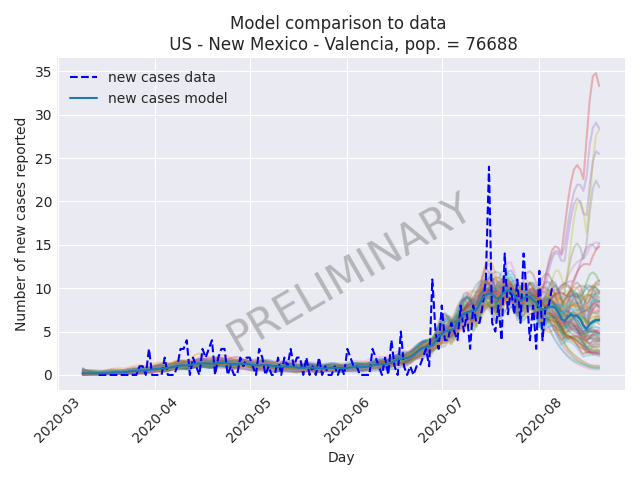 Model comparison to data
US - New Mexico - Valencia, pop. = 76688
new cases data
new cases model
PRELIMINARY
Number of new cases reported
35
30
25
20
15
10
5
0
2020-03
2020-04
2020-05
2020-06
2020-07
2020-08
Day